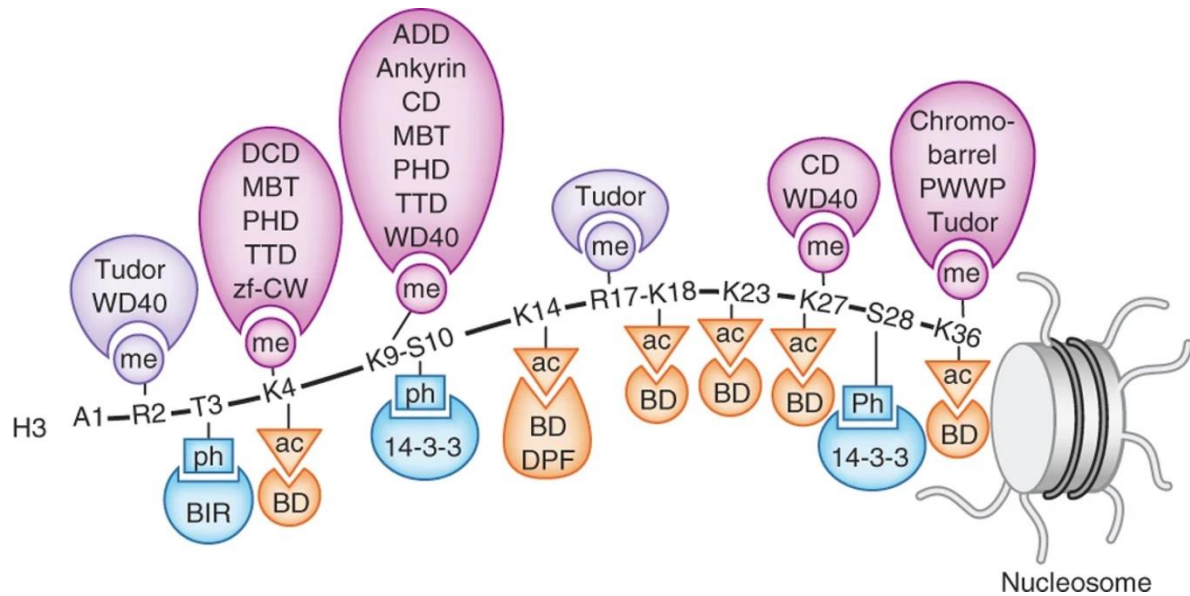 ADD
Ankyrin
CD
MBT
PHD
TTD
WD40
me
DCD
MBT
PHD
TTD
zf-CW
me
Tudor
WD40
me
Tudor
me
CD
WD40
me
Chromo-
barrel
PWWP
Tudor
me
H3 A1-R2-T3-K4-K9-S10-K14-R17-K18-K23-K27-S28-K36
ph
BIR
ac
BD
ph
14-3-3
ac
BD
DPF
ac
BD
ac
BD
ac
BD
Ph
14-3-3
ac
BD
Nucleosome